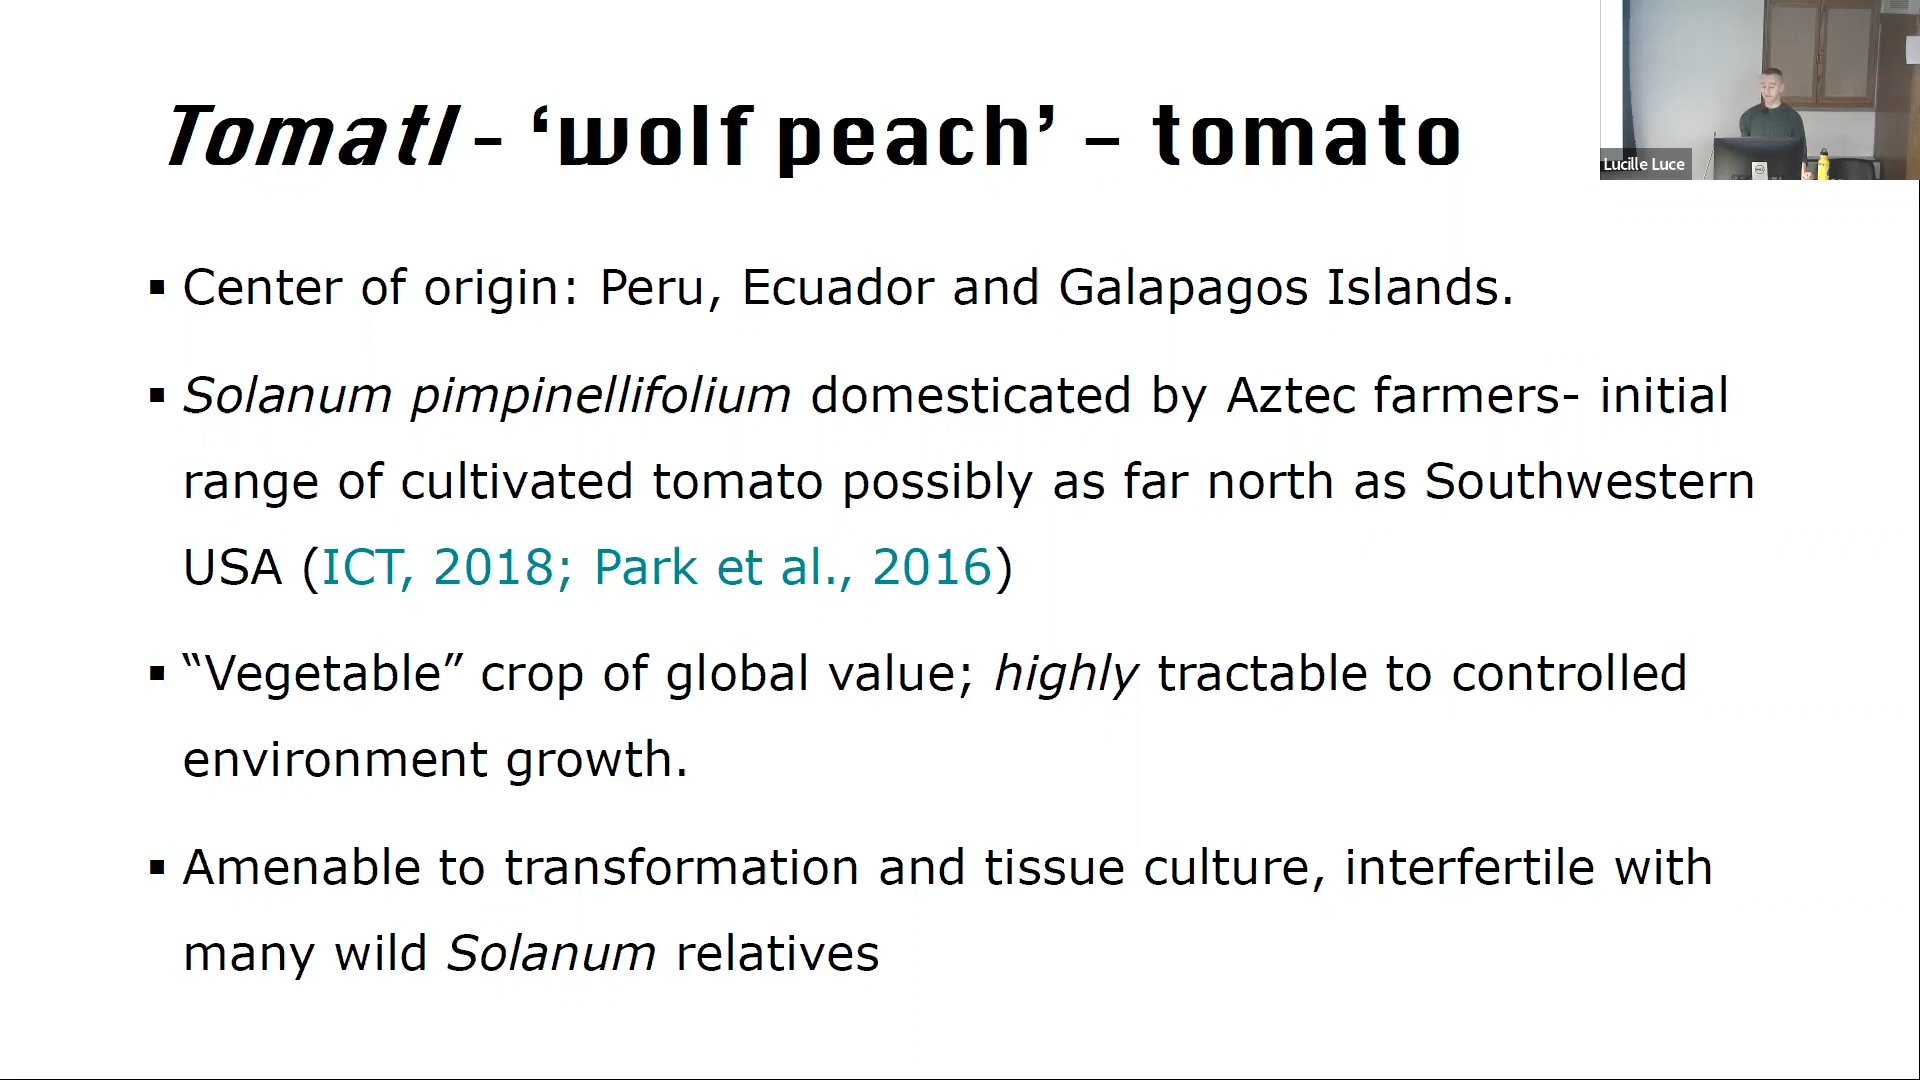 Tomatl - ‘wolf peach’ – tomato
Lucille Luce
▪ Center of origin: Peru, Ecuador and Galapagos Islands.
▪ Solanum pimpinellifolium domesticated by Aztec farmers- initial
range of cultivated tomato possibly as far north as Southwestern
USA (ICT, 2018; Park et al., 2016)
▪ “Vegetable” crop of global value; highly tractable to controlled
environment growth.
▪ Amenable to transformation and tissue culture, interfertile with
many wild Solanum relatives